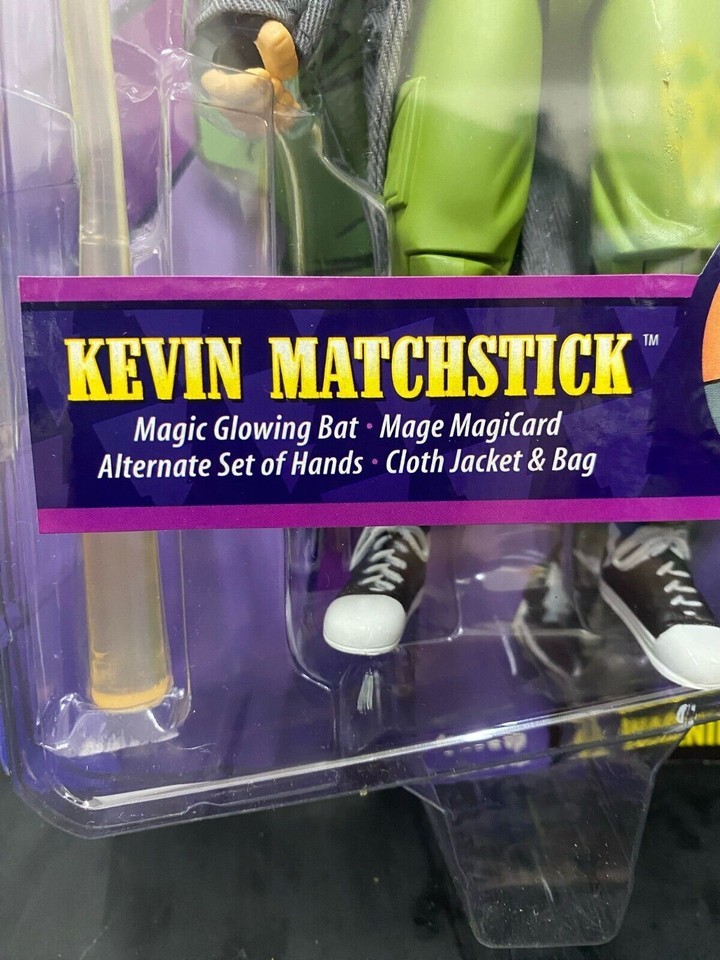 KEVIN MATCHSTICK™
Magic Glowing Bat • Mage MagiCard
Alternate Set of Hands • Cloth Jacket & Bag